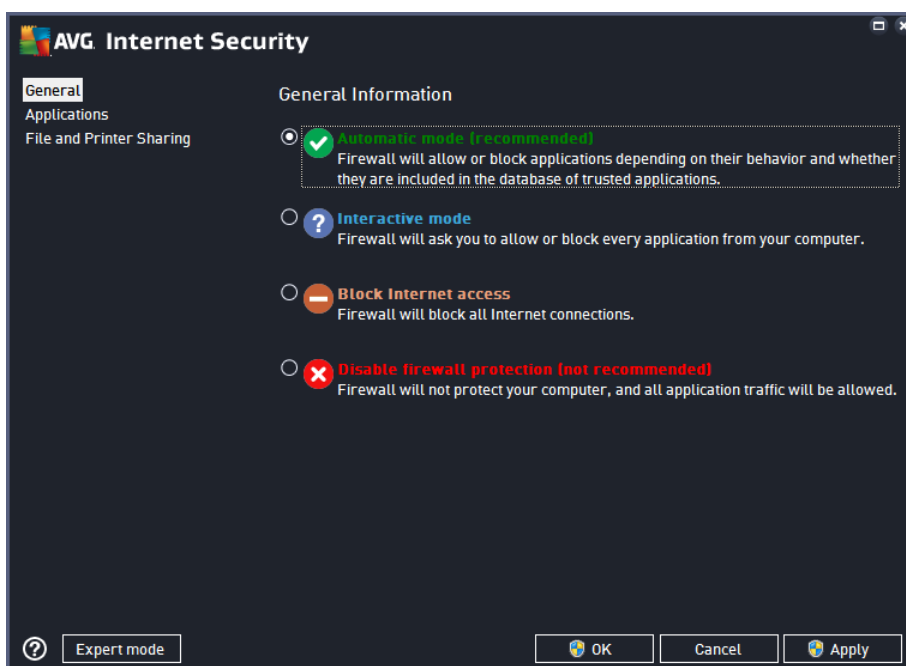 AVG. Internet Security
General
Applications
File and Printer Sharing
General Information
Automatic mode (recommended)
Firewall will allow or block applications depending on their behavior and whether
they are included in the database of trusted applications.
Interactive mode
Firewall will ask you to allow or block every application from your computer.
Block Internet access
Firewall will block all Internet connections.
Disable firewall protection (not recommended)
Firewall will not protect your computer, and all application traffic will be allowed.
Expert mode
OK
Cancel
Apply